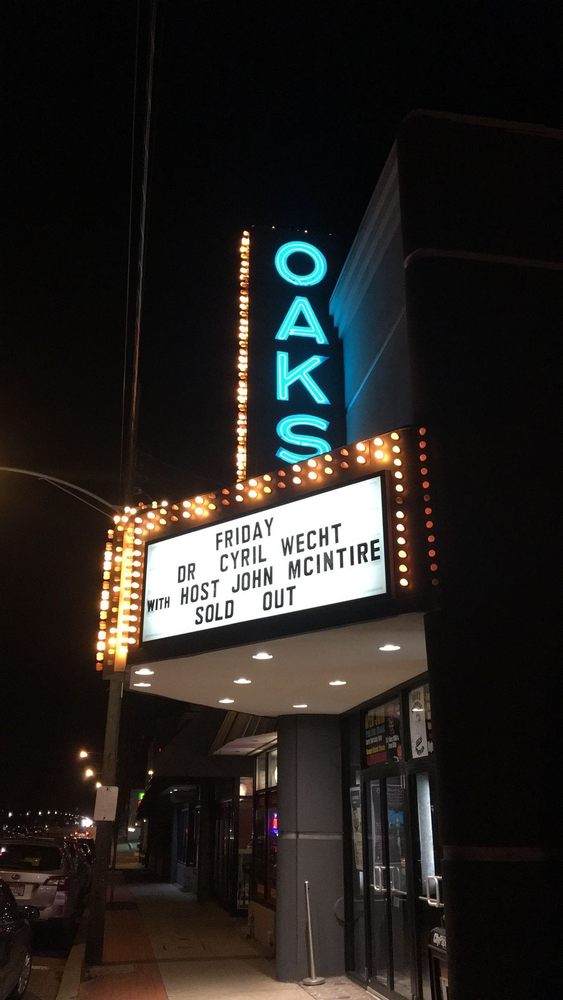 OAKS
FRIDAY
DR CYRIL WECHT
WITH HOST JOHN MCINTIRE
SOLD OUT